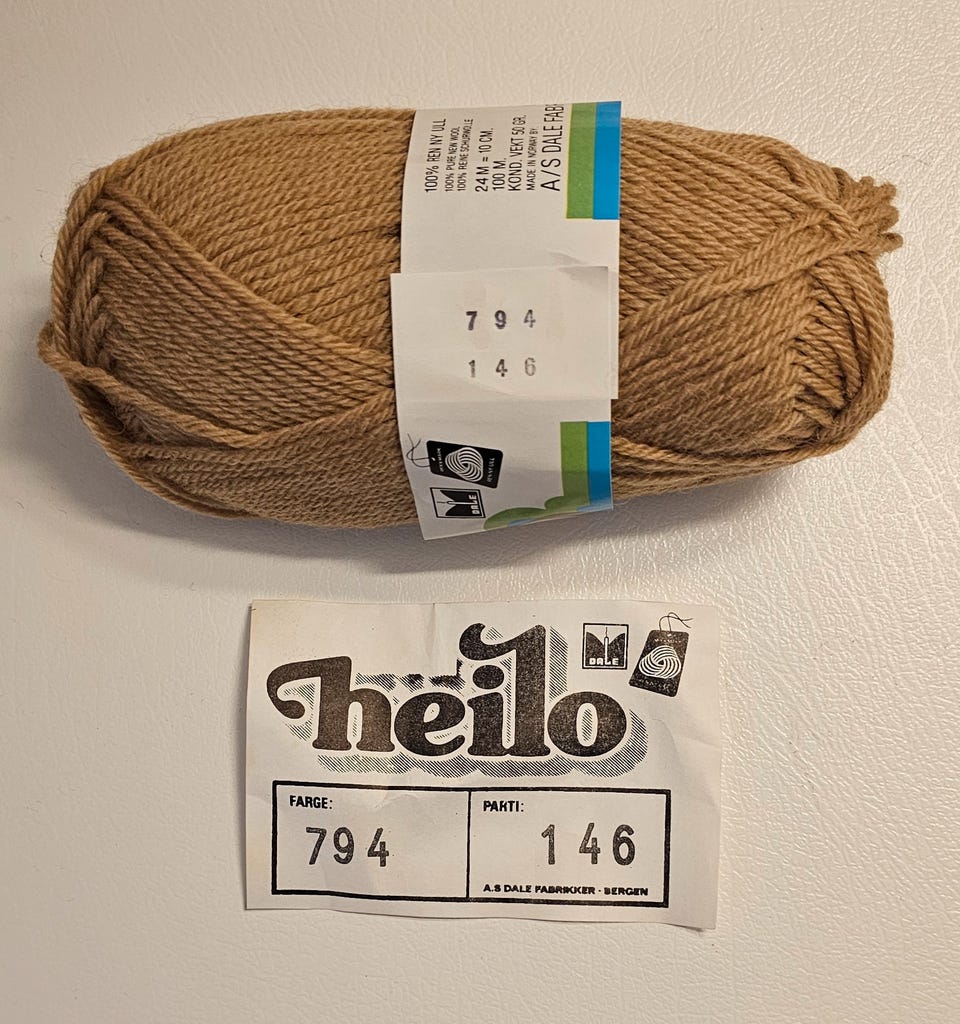 100% REN NY ULL
100% PURE NEW WOOL
100% REINE SCHURWOLLE
24 M = 10 CM.
100 M.
KOND. VEKT 50 GR.
MADE IN NORWAY BY:
A/S DALE FABR
794
146
DALE
heilo
DALE
FARGE:
794
PARTI:
146
A.S DALE FABRIKKER - BERGEN